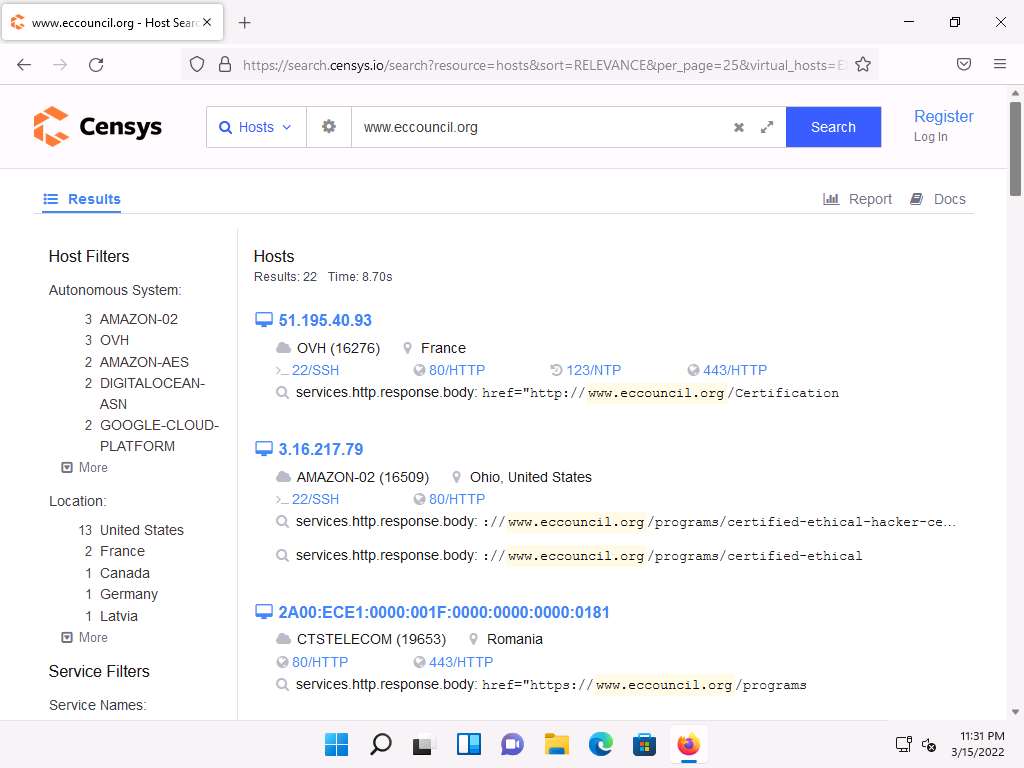 www.eccouncil.org - Host Sear
https://search.censys.io/search?resource=hosts&sort=RELEVANCE&per_page=25&virtual_hosts=E
Censys
Hosts
www.eccouncil.org
Search
Register
Log In
Results
Report
Docs
Host Filters
Autonomous System:
3 AMAZON-02
3 OVH
2 AMAZON-AES
2 DIGITALOCEAN-
ASN
2 GOOGLE-CLOUD-
PLATFORM
More
Location:
13 United States
2 France
1 Canada
1 Germany
1 Latvia
More
Service Filters
Service Names:
Hosts
Results: 22 Time: 8.70s
51.195.40.93
OVH (16276) France
22/SSH 80/HTTP 123/NTP 443/HTTP
services.http.response.body: href="http://www.eccouncil.org/Certification
3.16.217.79
AMAZON-02 (16509) Ohio, United States
22/SSH 80/HTTP
services.http.response.body: ://www.eccouncil.org/programs/certified-ethical-hacker-ce...
services.http.response.body: ://www.eccouncil.org/programs/certified-ethical
2A00:ECE1:0000:001F:0000:0000:0000:0181
CTSTELECOM (19653) Romania
80/HTTP 443/HTTP
services.http.response.body: href="https://www.eccouncil.org/programs
11:31 PM
3/15/2022